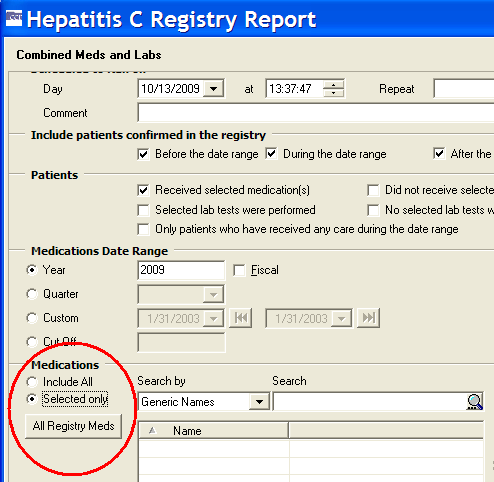 Hepatitis C Registry Report
Combined Meds and Labs
Day 10/13/2009 at 13:37:47 Repeat
Comment
Include patients confirmed in the registry
Before the date range During the date range After the
Patients
Received selected medication(s) Did not receive selecte
Selected lab tests were performed No selected lab tests w
Only patients who have received any care during the date range
Medications Date Range
Year 2009 Fiscal
Quarter
Custom 1/31/2003 1/31/2003
Cut Off
Medications
Include All Search by Search
Selected only Generic Names
All Registry Meds Name